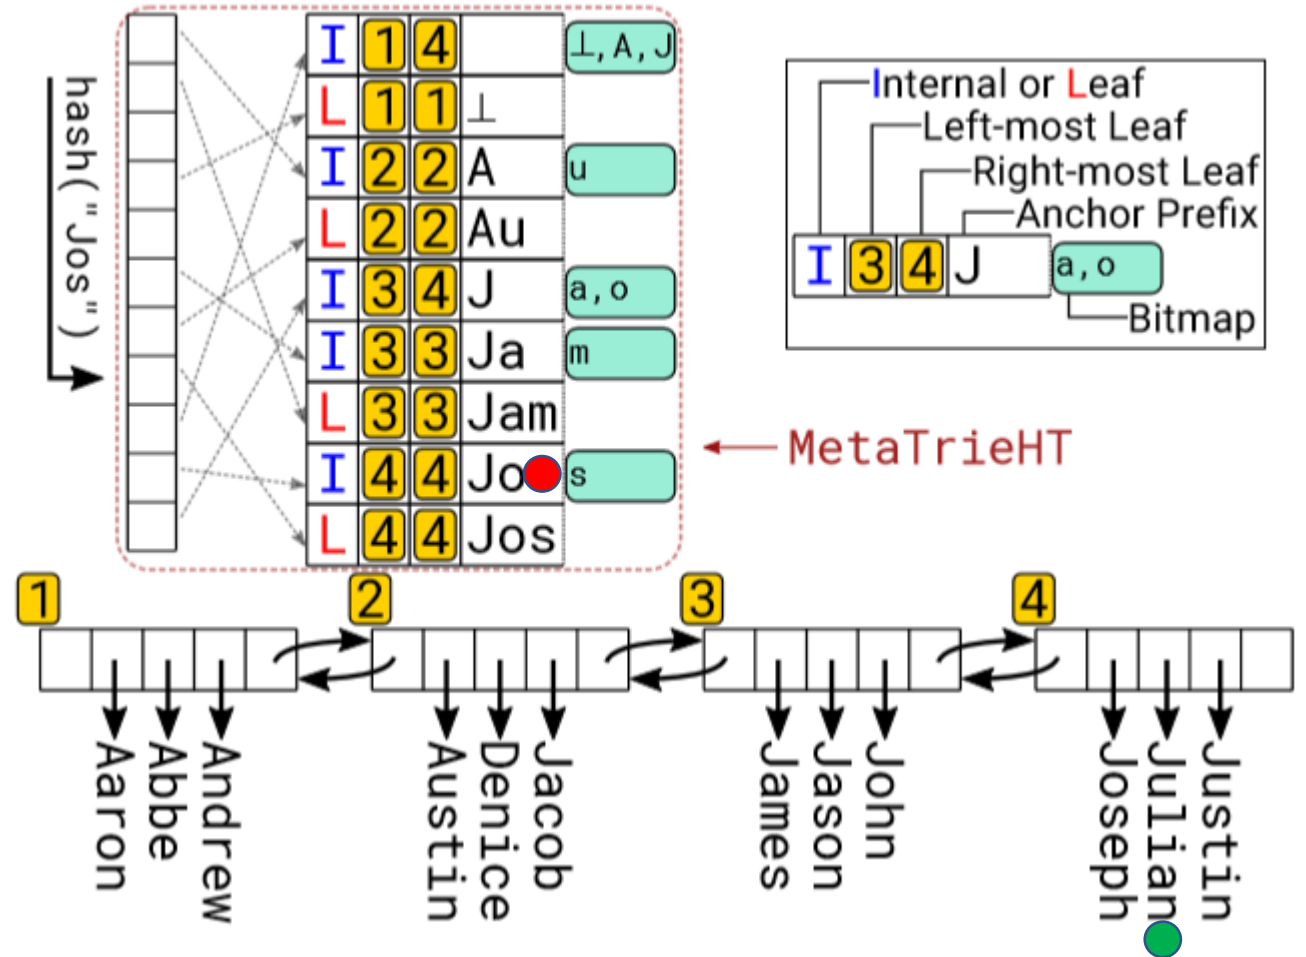 hash("Jos")
I 1 4 ⊥,A,J
L 1 1 ⊥
I 2 2 A u
L 2 2 Au
I 3 4 J a,o
I 3 3 Ja m
L 3 3 Jam
I 4 4 Jo s
L 4 4 Jos
Internal or Leaf
Left-most Leaf
Right-most Leaf
Anchor Prefix
I 3 4 J a,o
Bitmap
MetaTrieHT
1 2 3 4
Aaron
Abbe
Andrew
Austin
Denice
Jacob
James
Jason
John
Joseph
Julian
Justin